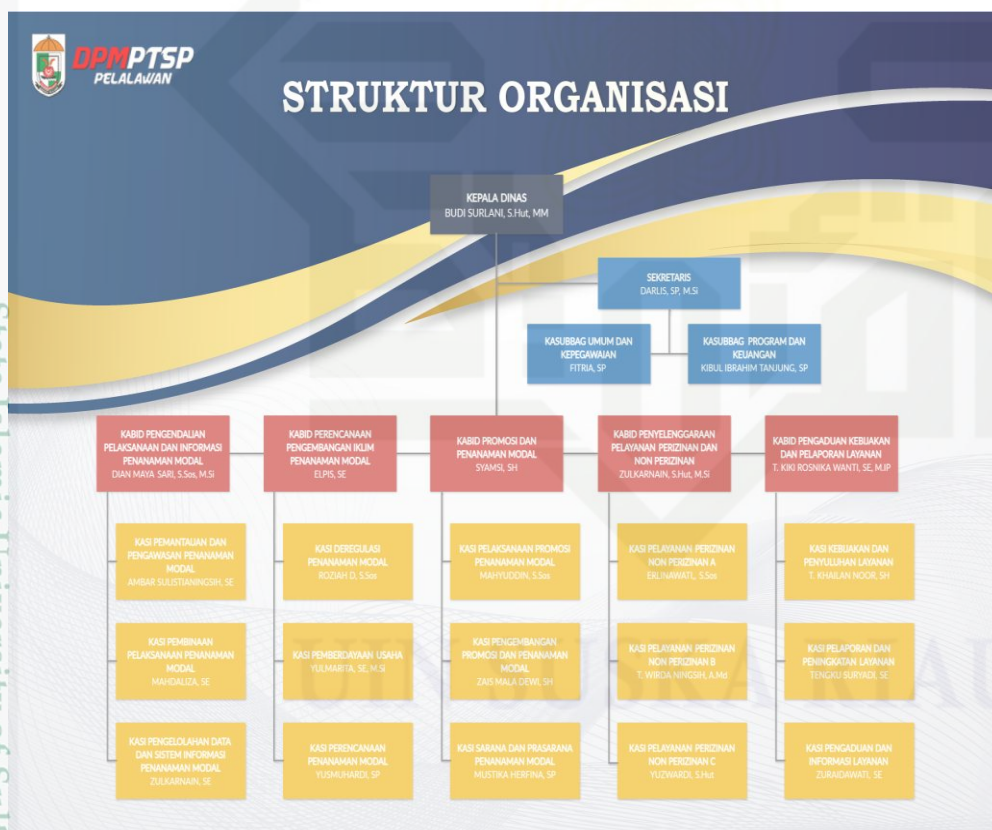 DPMPTSP
PELALAWAN
STRUKTUR ORGANISASI
KEPALA DINAS
BUDI SURLANI, S.Hut, MM
SEKRETARIS
DARLIS, SP, M.Si
KASUBBAG UMUM DAN
KEPEGAWAIAN
FITRIA, SP
KASUBBAG PROGRAM DAN
KEUANGAN
KIBUL IBRAHIM TANJUNG, SP
KABID PENGENDALIAN
PELAKSANAAN DAN INFORMASI
PENANAMAN MODAL
DIAN MAYA SARI, S.Sos, M.Si
KABID PERENCANAAN
PENGEMBANGAN IKLIM
PENANAMAN MODAL
ELPIS, SE
KABID PROMOSI DAN
PENANAMAN MODAL
SYAMSI, SH
KABID PENYELENGGARAAN
PELAYANAN PERIZINAN DAN
NON PERIZINAN
ZULKARNAIN, S.Hut, M.Si
KABID PENGADUAN KEBIJAKAN
DAN PELAPORAN LAYANAN
T. KIKI ROSNIKA WANTI, SE, M.IP
KASI PEMANTAUAN DAN
PENGAWASAN PENANAMAN
MODAL
AMBAR SULISTIANINGSIH, SE
KASI DEREGULASI
PENANAMAN MODAL
ROZIAH D, S.Sos
KASI PELAKSANAAN PROMOSI
PENANAMAN MODAL
MAHYUDDIN, S.Sos
KASI PELAYANAN PERIZINAN
NON PERIZINAN A
ERLINAWATI, S.Sos
KASI KEBIJAKAN DAN
PENYULUHAN LAYANAN
T. KHAILAN NOOR, SH
KASI PEMBINAAN
PELAKSANAAN PENANAMAN
MODAL
MAHDALIZA, SE
KASI PEMBERDAYAAN USAHA
YULMARITA, SE, M.Si
KASI PENGEMBANGAN
PROMOSI DAN PENANAMAN
MODAL
ZAIS MALA DEWI, SH
KASI PELAYANAN PERIZINAN
NON PERIZINAN B
T. WIRDA NINGSIH, A.Md
KASI PELAPORAN DAN
PENINGKATAN LAYANAN
TENGKU SURYADI, SE
KASI PENGELOLAHAN DATA
DAN SISTEM INFORMASI
PENANAMAN MODAL
ZULKARNAIN, SE
KASI PERENCANAAN
PENANAMAN MODAL
YUSMUHARDI, SP
KASI SARANA DAN PRASARANA
PENANAMAN MODAL
MUSTIKA HERFINA, SP
KASI PELAYANAN PERIZINAN
NON PERIZINAN C
YUZWARDI, S.Hut
KASI PENGADUAN DAN
INFORMASI LAYANAN
ZURAIDAWATI, SE
UIN SUSKA RIAU